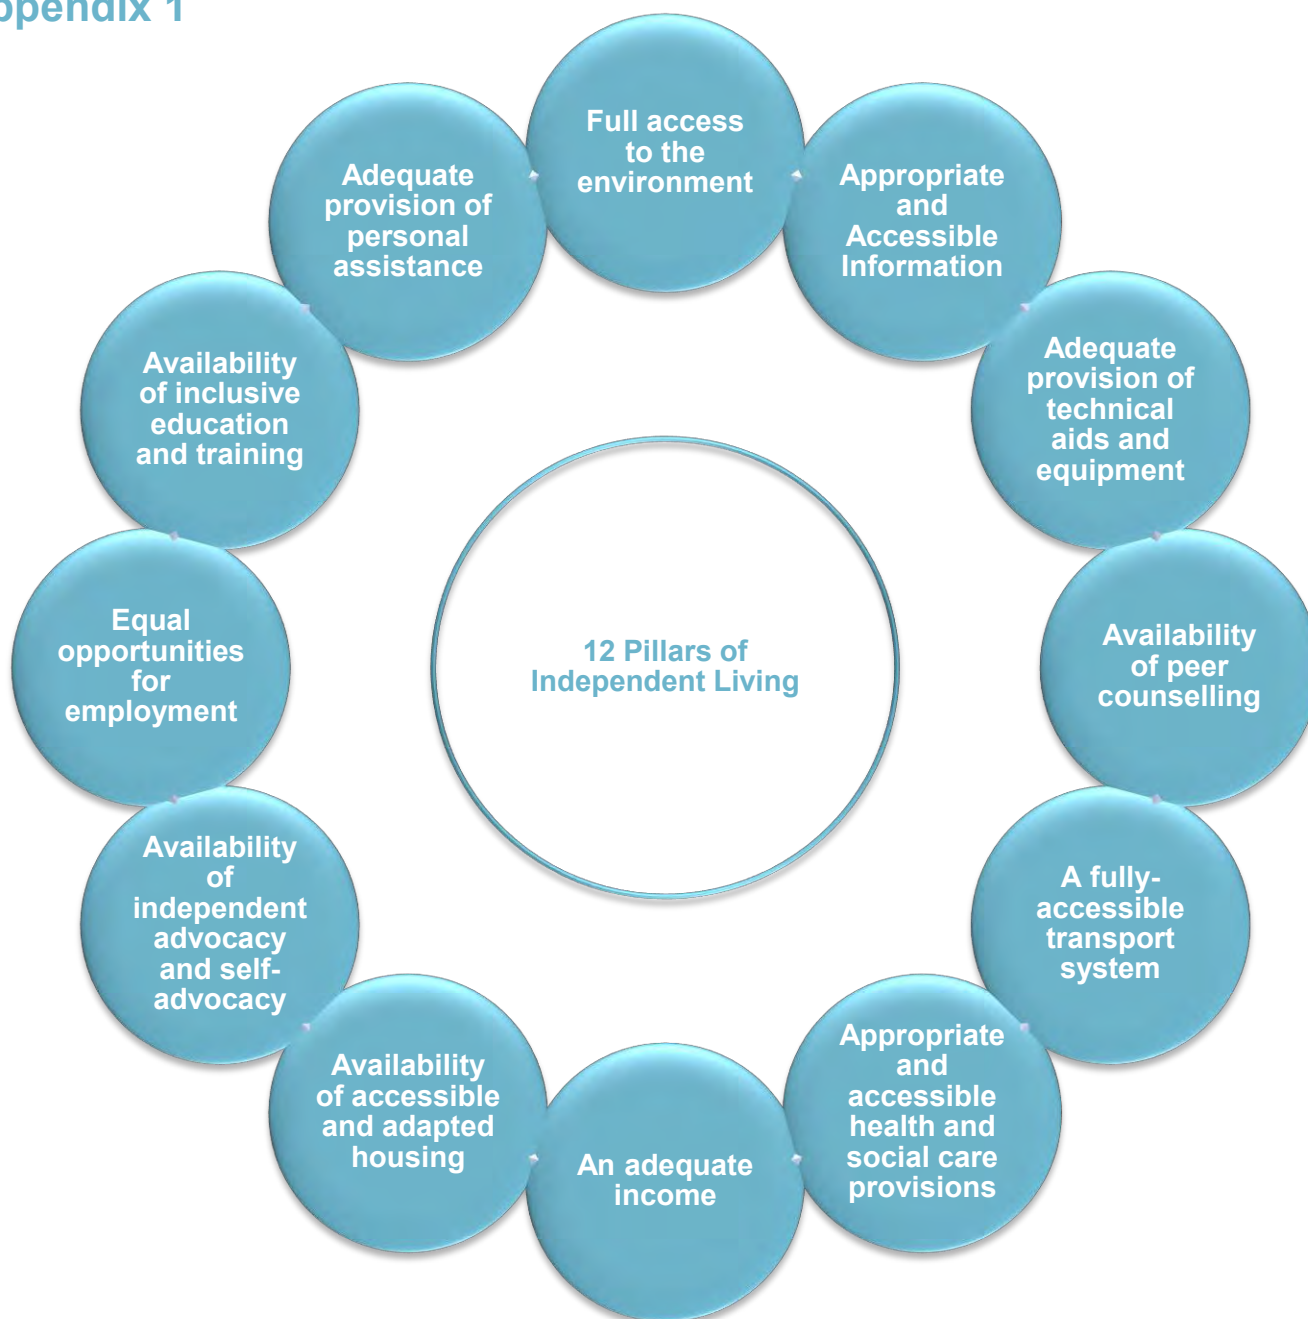 ppendix 1
Full access
to the
environment
Appropriate
and
Accessible
Information
Adequate
provision of
technical
aids and
equipment
Availability
of peer
counselling
A fully-
accessible
transport
system
Appropriate
and
accessible
health and
social care
provisions
An adequate
income
Availability
of accessible
and adapted
housing
Availability
of
independent
advocacy
and self-
advocacy
Equal
opportunities
for
employment
Availability
of inclusive
education
and training
Adequate
provision of
personal
assistance
12 Pillars of
Independent Living